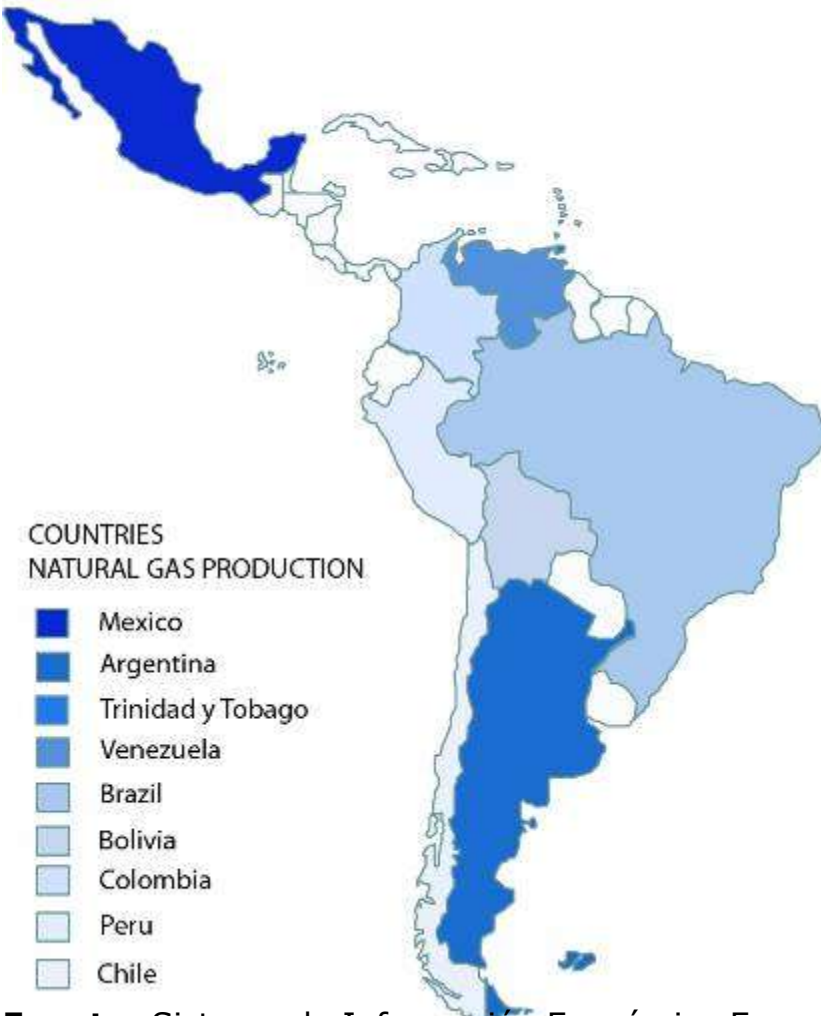 COUNTRIES
NATURAL GAS PRODUCTION
Mexico
Argentina
Trinidad y Tobago
Venezuela
Brazil
Bolivia
Colombia
Peru
Chile